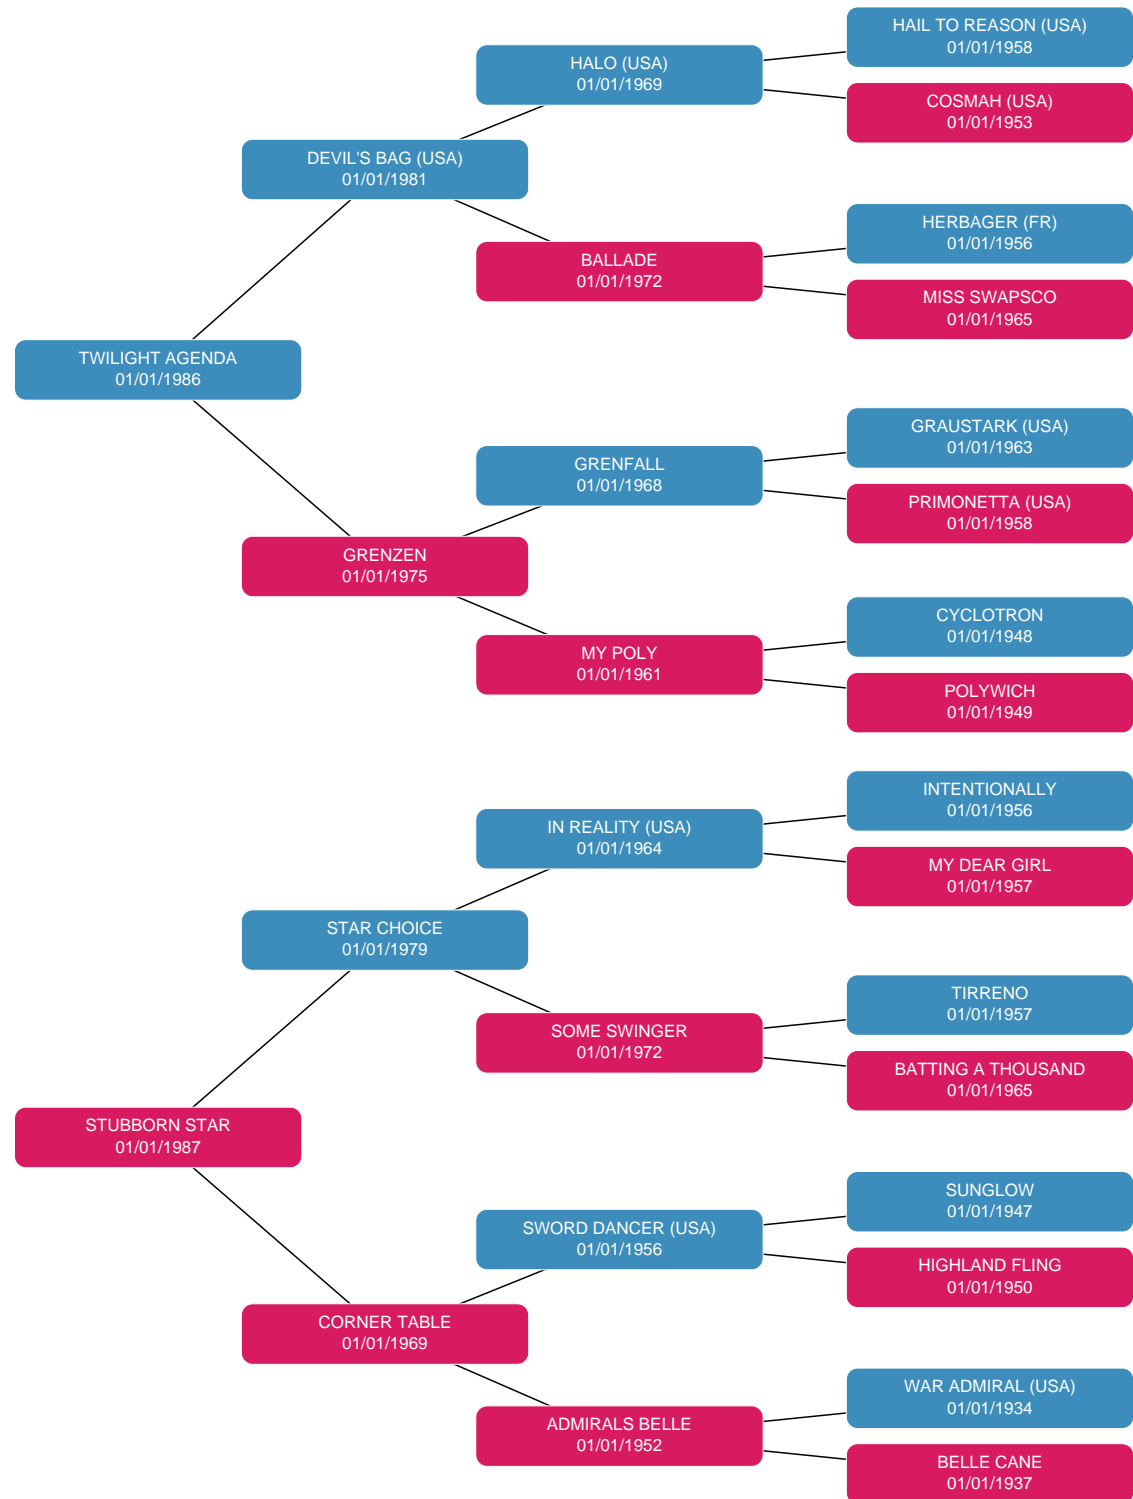 HAIL TO REASON (USA)
01/01/1958
HALO (USA)
01/01/1969
COSMAH (USA)
01/01/1953
DEVIL'S BAG (USA)
01/01/1981
HERBAGER (FR)
01/01/1956
BALLADE
01/01/1972
MISS SWAPSCO
01/01/1965
TWILIGHT AGENDA
01/01/1986
GRAUSTARK (USA)
01/01/1963
GRENFALL
01/01/1968
PRIMONETTA (USA)
01/01/1958
GRENZEN
01/01/1975
CYCLOTRON
01/01/1948
MY POLY
01/01/1961
POLYWICH
01/01/1949
INTENTIONALLY
01/01/1956
IN REALITY (USA)
01/01/1964
MY DEAR GIRL
01/01/1957
STAR CHOICE
01/01/1979
TIRRENO
01/01/1957
SOME SWINGER
01/01/1972
BATTING A THOUSAND
01/01/1965
STUBBORN STAR
01/01/1987
SUNGLOW
01/01/1947
SWORD DANCER (USA)
01/01/1956
HIGHLAND FLING
01/01/1950
CORNER TABLE
01/01/1969
WAR ADMIRAL (USA)
01/01/1934
ADMIRALS BELLE
01/01/1952
BELLE CANE
01/01/1937